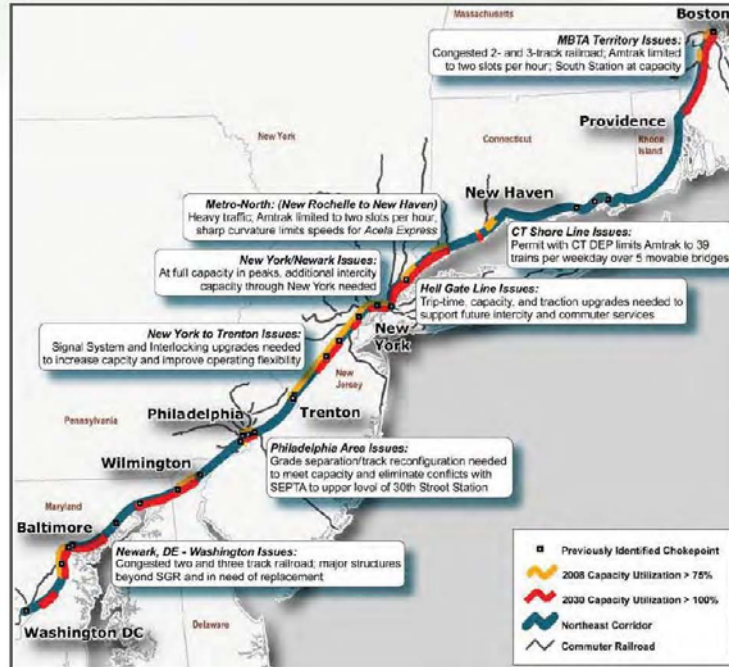 Massachusetts
Boston
MBTA Territory Issues:
Congested 2- and 3-track railroad; Amtrak limited
to two slots per hour; South Station at capacity
Providence
New York
Connecticut
Rhode
Island
New Haven
Metro-North: (New Rochelle to New Haven)
Heavy traffic; Amtrak limited to two slots per hour,
sharp curvature limits speeds for Acela Express
CT Shore Line Issues:
Permit with CT DEP limits Amtrak to 39
trains per weekday over 5 movable bridges
New York/Newark Issues:
At full capacity in peaks, additional intercity
capacity through New York needed
Hell Gate Line Issues:
Trip-time, capacity, and traction upgrades needed to
support future intercity and commuter services
New
York
New York to Trenton Issues:
Signal System and Interlocking upgrades needed
to increase capcity and improve operating flexibility
New
Jersey
Trenton
Pennsylvania
Philadelphia
Philadelphia Area Issues:
Grade separation/track reconfiguration needed
to meet capacity and eliminate conflicts with
SEPTA to upper level of 30th Street Station
Wilmington
Maryland
Baltimore
Newark, DE - Washington Issues:
Congested two and three track railroad; major structures
beyond SGR and in need of replacement
Washington DC
Delaware
Previously Identified Chokepoint
2008 Capacity Utilization > 75%
2030 Capacity Utilization > 100%
Northeast Corridor
Commuter Railroad